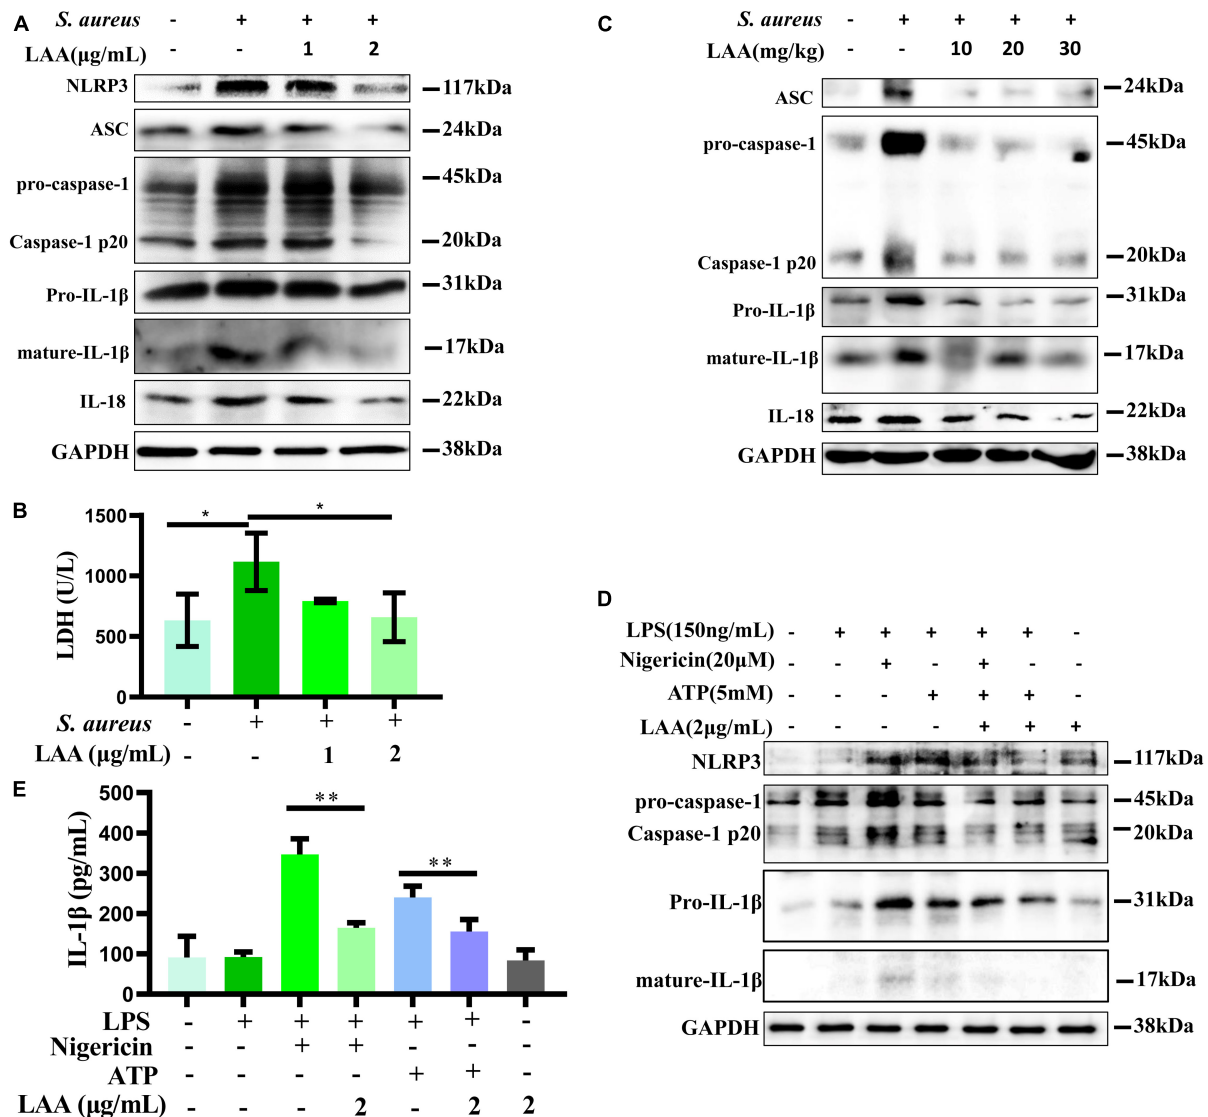 A
S. aureus - + + +
LAA(μg/mL) - - 1 2
NLRP3 117kDa
ASC 24kDa
pro-caspase-1 45kDa
Caspase-1 p20 20kDa
Pro-IL-1β 31kDa
mature-IL-1β 17kDa
IL-18 22kDa
GAPDH 38kDa
C
S. aureus - + + + +
LAA(mg/kg) - - 10 20 30
ASC 24kDa
pro-caspase-1 45kDa
Caspase-1 p20 20kDa
Pro-IL-1β 31kDa
mature-IL-1β 17kDa
IL-18 22kDa
GAPDH 38kDa
B
LDH (U/L)
1500
1000
500
0
* *
S. aureus - + + +
LAA (μg/mL) - - 1 2
D
LPS(150ng/mL) - + + + + + -
Nigericin(20μM) - - + - + - -
ATP(5mM) - - - + + + -
LAA(2μg/mL) - - - - + + +
NLRP3 117kDa
pro-caspase-1 45kDa
Caspase-1 p20 20kDa
Pro-IL-1β 31kDa
mature-IL-1β 17kDa
GAPDH 38kDa
E
IL-1β (pg/mL)
500
400
300
200
100
0
** **
LPS - + + + + + -
Nigericin - - + + - - -
ATP - - - - + + -
LAA (μg/mL) - - - 2 - 2 2